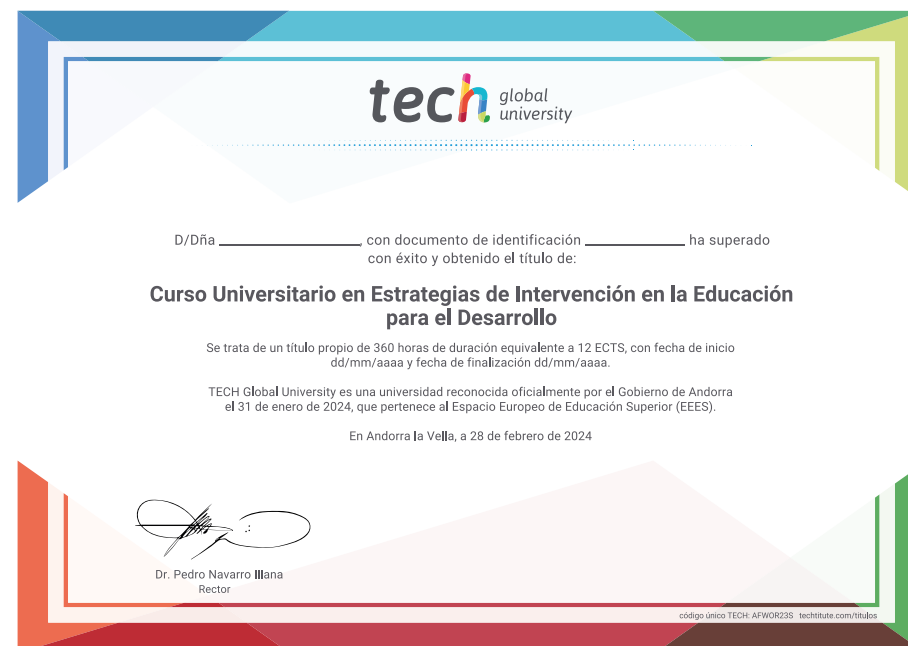 tech global university
D/Dña ____________________, con documento de identificación ______________ ha superado
con éxito y obtenido el título de:
Curso Universitario en Estrategias de Intervención en la Educación
para el Desarrollo
Se trata de un título propio de 360 horas de duración equivalente a 12 ECTS, con fecha de inicio
dd/mm/aaaa y fecha de finalización dd/mm/aaaa.
TECH Global University es una universidad reconocida oficialmente por el Gobierno de Andorra
el 31 de enero de 2024, que pertenece al Espacio Europeo de Educación Superior (EEES).
En Andorra la Vella, a 28 de febrero de 2024
Dr. Pedro Navarro Illana
Rector
código único TECH: AFWOR23S techtitute.com/titulos